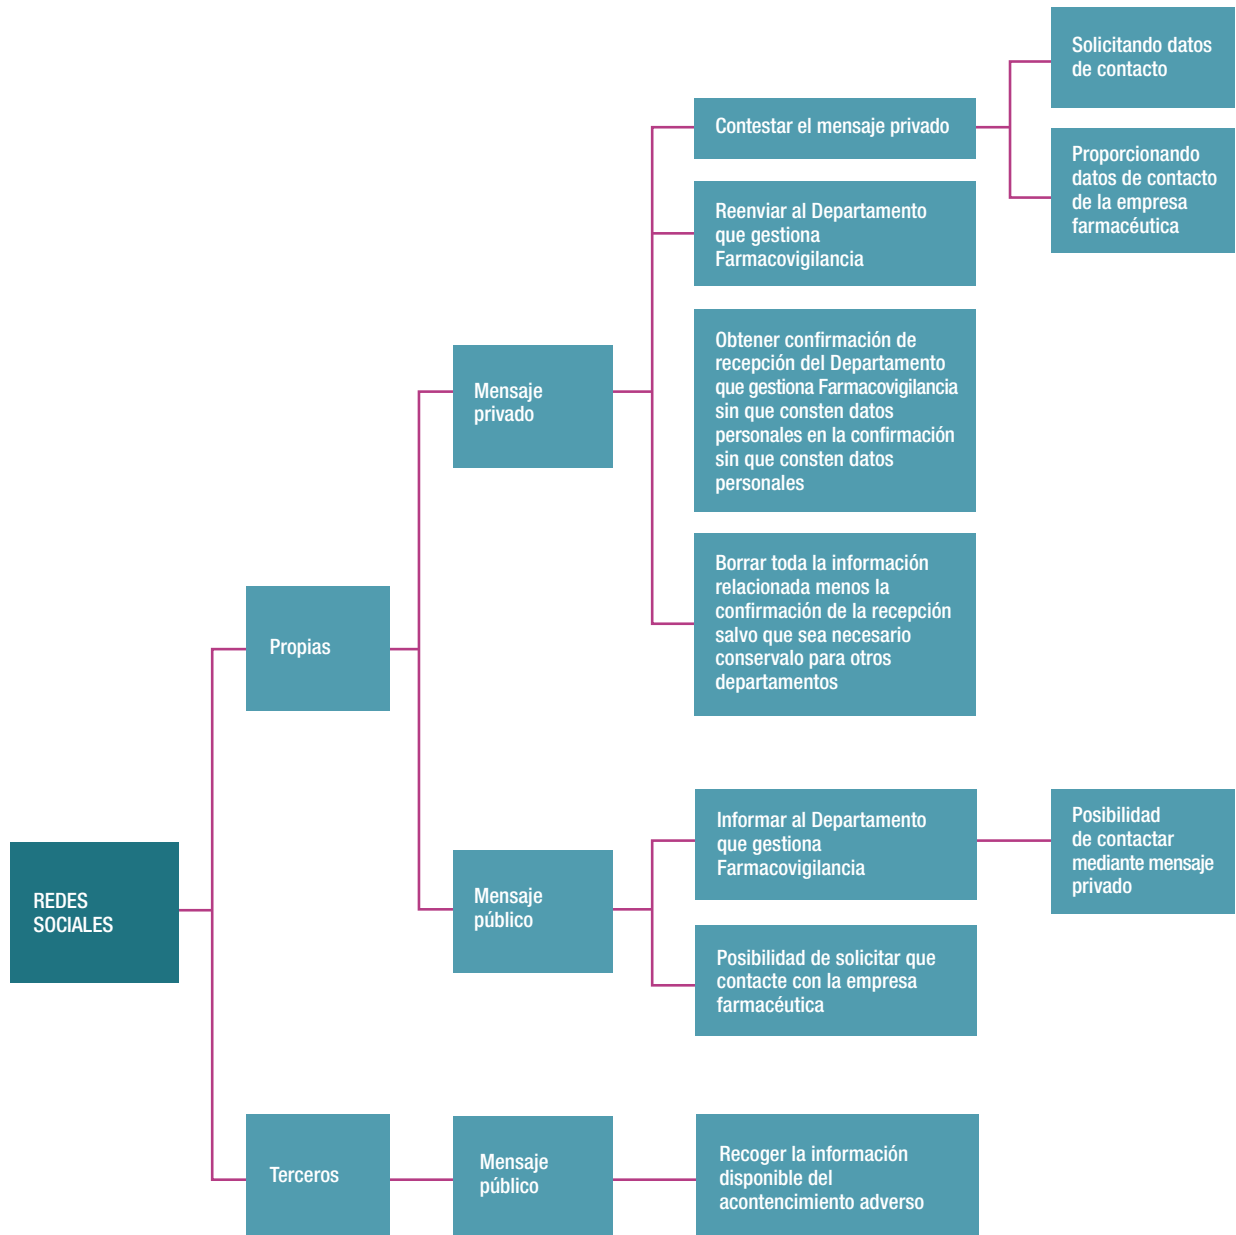 Solicitando datos
de contacto
Contestar el mensaje privado
Proporcionando
datos de contacto
de la empresa
farmacéutica
Reenviar al Departamento
que gestiona
Farmacovigilancia
Obtener confirmación de
recepción del Departamento
que gestiona Farmacovigilancia
sin que consten datos
personales en la confirmación
sin que consten datos
personales
Mensaje
privado
Borrar toda la información
relacionada menos la
confirmación de la recepción
salvo que sea necesario
conservalo para otros
departamentos
Propias
Informar al Departamento
que gestiona
Farmacovigilancia
Posibilidad
de contactar
mediante mensaje
privado
Mensaje
público
REDES
SOCIALES
Posibilidad de solicitar que
contacte con la empresa
farmacéutica
Terceros
Mensaje
público
Recoger la información
disponible del
acontencimiento adverso